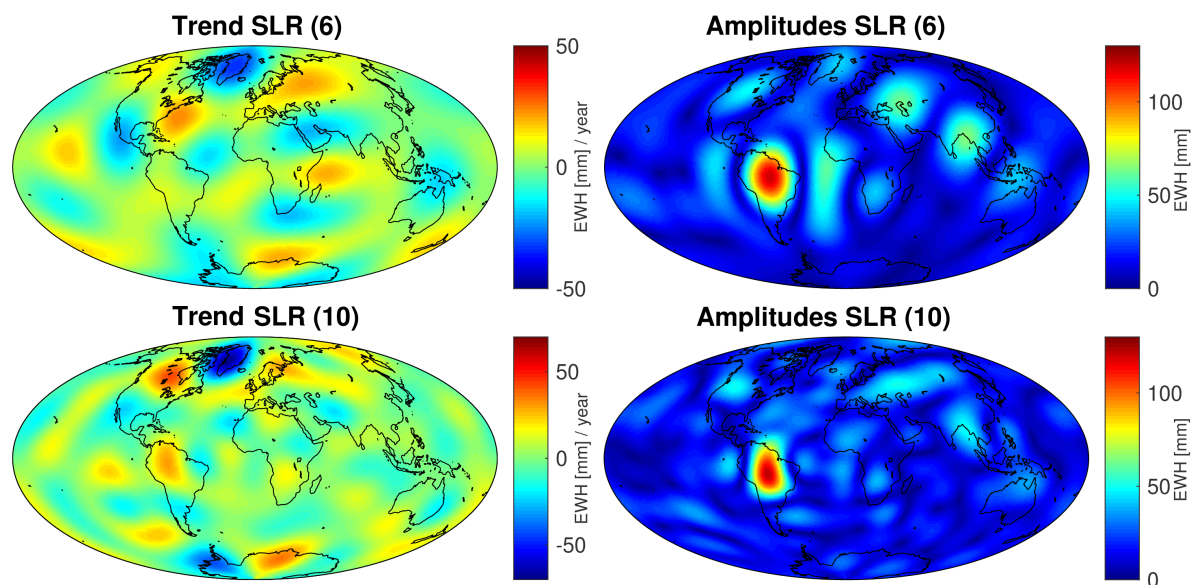 Trend SLR (6)
50
0
-50
EWH [mm] / year
Amplitudes SLR (6)
100
50
0
EWH [mm]
Trend SLR (10)
50
0
-50
EWH [mm] / year
Amplitudes SLR (10)
100
50
0
EWH [mm]